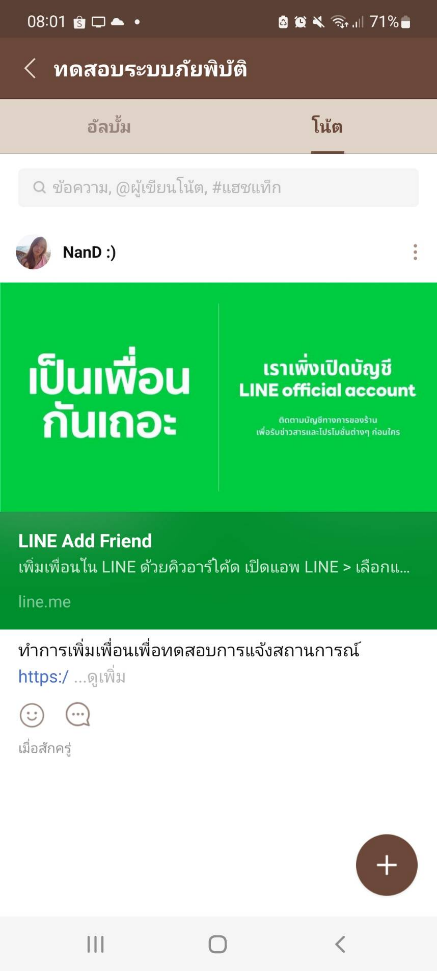 08:01
71%
ทดสอบระบบภัยพิบัติ
อัลบั้ม
โน้ต
ข้อความ, @ผู้เขียนโน้ต, #แฮชแท็ก
NanD :)
เป็นเพื่อน
กันเถอะ
เราเพิ่งเปิดบัญชี
LINE official account
ติดตามบัญชีทางการของร้าน
เพื่อรับข่าวสารและโปรโมชั่นต่างๆ ก่อนใคร
LINE Add Friend
เพิ่มเพื่อนใน LINE ด้วยคิวอาร์โค้ด เปิดแอพ LINE > เลือกแ...
line.me
ทำการเพิ่มเพื่อนเพื่อทดสอบการแจ้งสถานการณ์
https:/ ...ดูเพิ่ม
เมื่อสักครู่